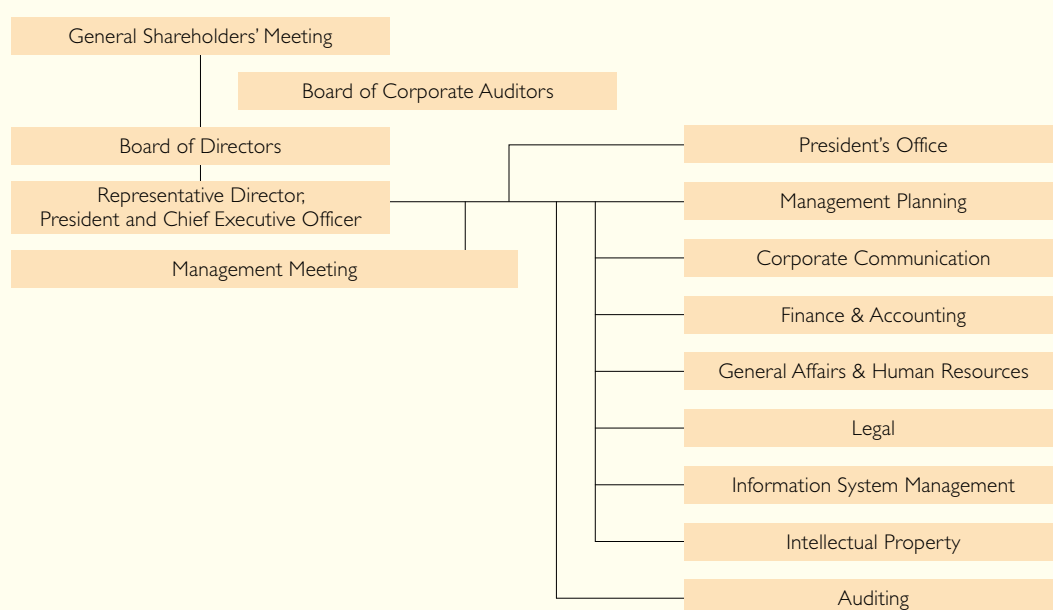 General Shareholders’ Meeting
Board of Corporate Auditors
Board of Directors
Representative Director,
President and Chief Executive Officer
Management Meeting
President’s Office
Management Planning
Corporate Communication
Finance & Accounting
General Affairs & Human Resources
Legal
Information System Management
Intellectual Property
Auditing